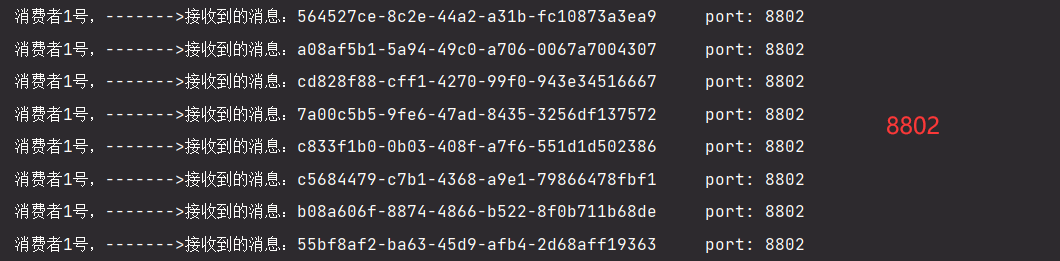 消费者1号，------->接收到的消息：564527ce-8c2e-44a2-a31b-fc10873a3ea9 port: 8802
消费者1号，------->接收到的消息：a08af5b1-5a94-49c0-a706-0067a7004307 port: 8802
消费者1号，------->接收到的消息：cd828f88-cff1-4270-99f0-943e34516667 port: 8802
消费者1号，------->接收到的消息：7a00c5b5-9fe6-47ad-8435-3256df137572 port: 8802
8802
消费者1号，------->接收到的消息：c833f1b0-0b03-408f-a7f6-551d1d502386 port: 8802
消费者1号，------->接收到的消息：c5684479-c7b1-4368-a9e1-79866478fbf1 port: 8802
消费者1号，------->接收到的消息：b08a606f-8874-4866-b522-8f0b711b68de port: 8802
消费者1号，------->接收到的消息：55bf8af2-ba63-45d9-afb4-2d68aff19363 port: 8802